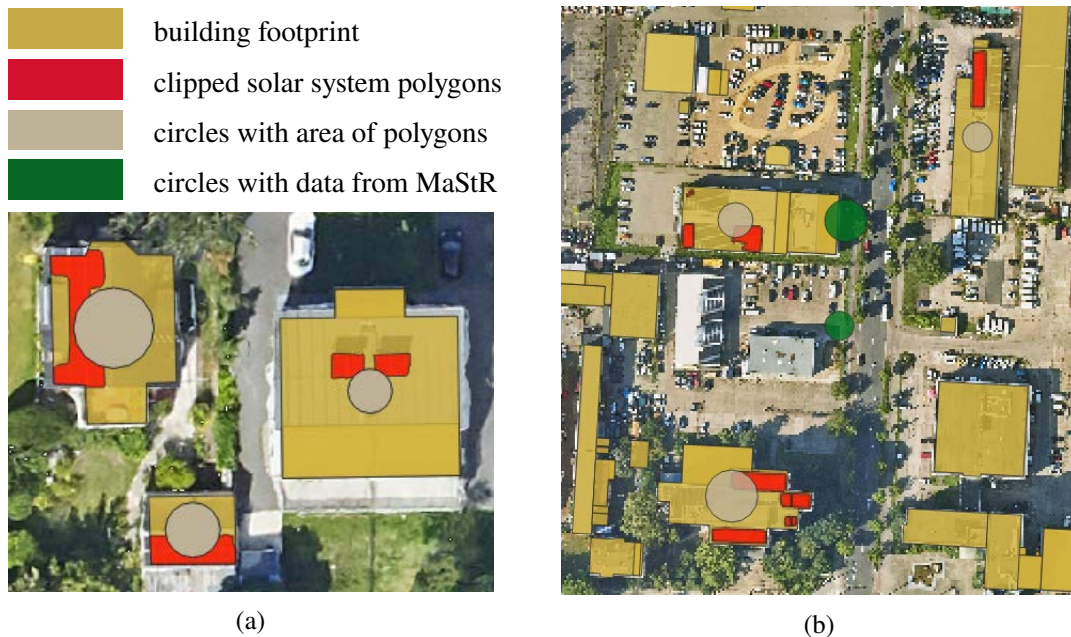 building footprint
clipped solar system polygons
circles with area of polygons
circles with data from MaStR
(a)
(b)